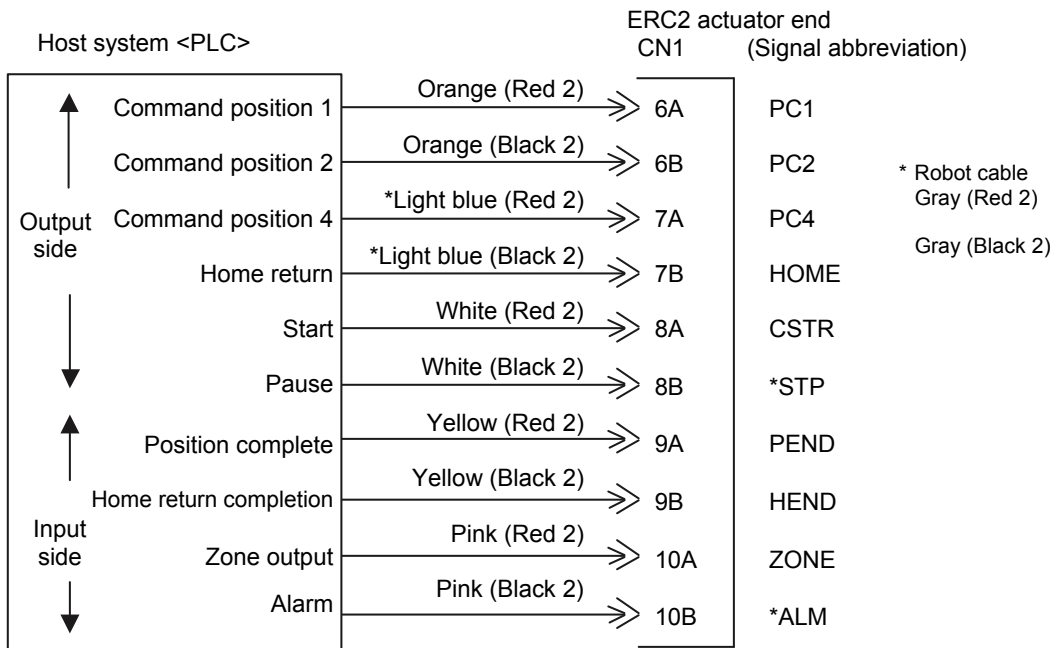 ERC2 actuator end
Host system <PLC> CN1 (Signal abbreviation)
Command position 1 Orange (Red 2) 6A PC1
Command position 2 Orange (Black 2) 6B PC2
* Robot cable
Gray (Red 2)
Output side
Command position 4 *Light blue (Red 2) 7A PC4
Gray (Black 2)
Home return *Light blue (Black 2) 7B HOME
Start White (Red 2) 8A CSTR
Pause White (Black 2) 8B *STP
Position complete Yellow (Red 2) 9A PEND
Home return completion Yellow (Black 2) 9B HEND
Input side
Zone output Pink (Red 2) 10A ZONE
Alarm Pink (Black 2) 10B *ALM